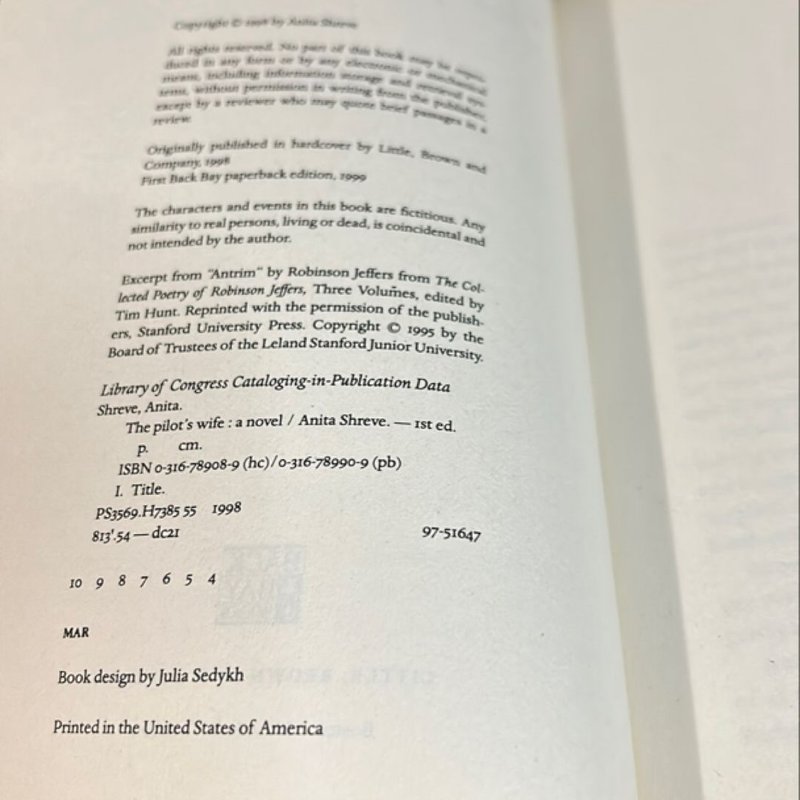 Copyright © 1998 by Anita Shreve
All rights reserved. No part of this book may be repro-
duced in any form or by any electronic or mechanical
means, including information storage and retrieval sys-
tems, without permission in writing from the publisher,
except by a reviewer who may quote brief passages in a
review.
Originally published in hardcover by Little, Brown and
Company, 1998
First Back Bay paperback edition, 1999
The characters and events in this book are fictitious. Any
similarity to real persons, living or dead, is coincidental and
not intended by the author.
Excerpt from "Antrim" by Robinson Jeffers from The Col-
lected Poetry of Robinson Jeffers, Three Volumes, edited by
Tim Hunt. Reprinted with the permission of the publish-
ers, Stanford University Press. Copyright © 1995 by the
Board of Trustees of the Leland Stanford Junior University.
Library of Congress Cataloging-in-Publication Data
Shreve, Anita.
The pilot's wife : a novel / Anita Shreve. — 1st ed.
p. cm.
ISBN 0-316-78908-9 (hc)/0-316-78990-9 (pb)
I. Title.
PS3569.H7385 55 1998
813'.54 — dc21 97-51647
10 9 8 7 6 5 4
MAR
Book design by Julia Sedykh
Printed in the United States of America